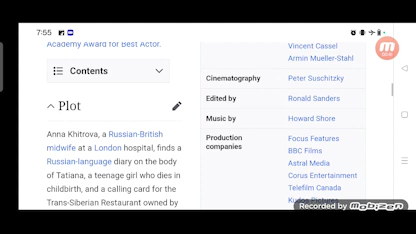 7:55
Academy Award for Best Actor.
Contents
Plot
Anna Khitrova, a Russian-British
midwife at a London hospital, finds a
Russian-language diary on the body
of Tatiana, a teenage girl who dies in
childbirth, and a calling card for the
Trans-Siberian Restaurant owned by
Vincent Cassel
Armin Mueller-Stahl
Cinematography Peter Suschitzky
Edited by Ronald Sanders
Music by Howard Shore
Production Focus Features
companies BBC Films
Astral Media
Corus Entertainment
Telefilm Canada
Kudos Pictures
Recorded by Mobizen